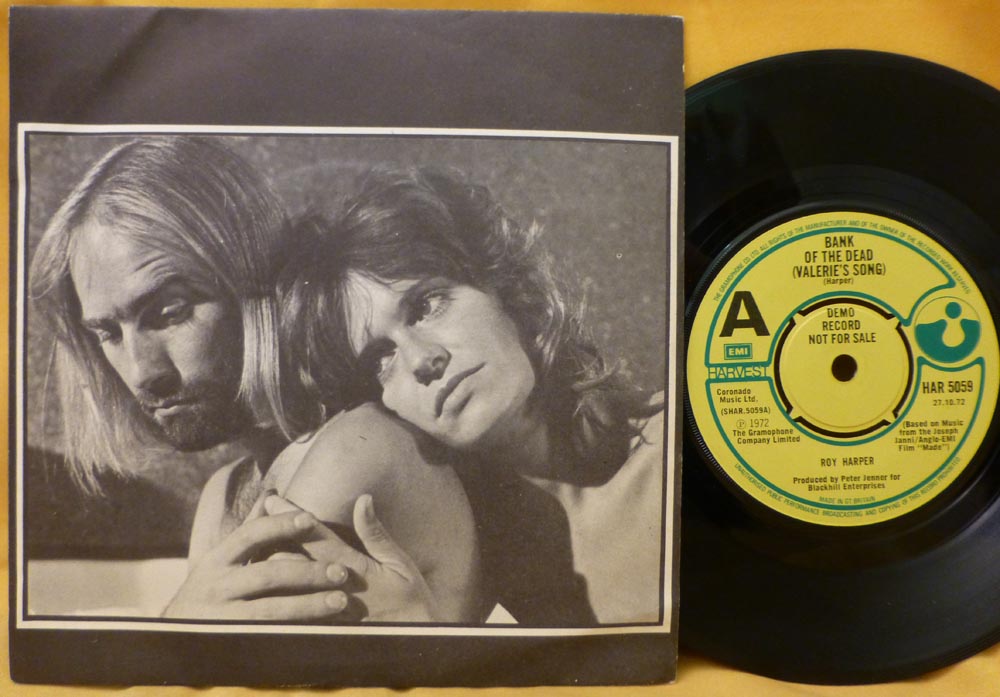 THE GRAMOPHONE CO LTD. ALL RIGHTS OF THE MANUFACTURER AND OF THE OWNER OF THE RECORDED WORK RESERVED.
BANK
OF THE DEAD
(VALERIE'S SONG)
(Harper)
A
DEMO
RECORD
NOT FOR SALE
EMI
HARVEST
HAR 5059
27.10.72
Coronado
Music Ltd.
(SHAR.5059A)
Ⓟ 1972
The Gramophone
Company Limited
(Based on Music
from the Joseph
Janni/Anglo-EMI
Film "Made")
ROY HARPER
Produced by Peter Jenner for
Blackhill Enterprises
MADE IN GT. BRITAIN
UNAUTHORISED PUBLIC PERFORMANCE BROADCASTING AND COPYING OF THIS RECORD PROHIBITED.